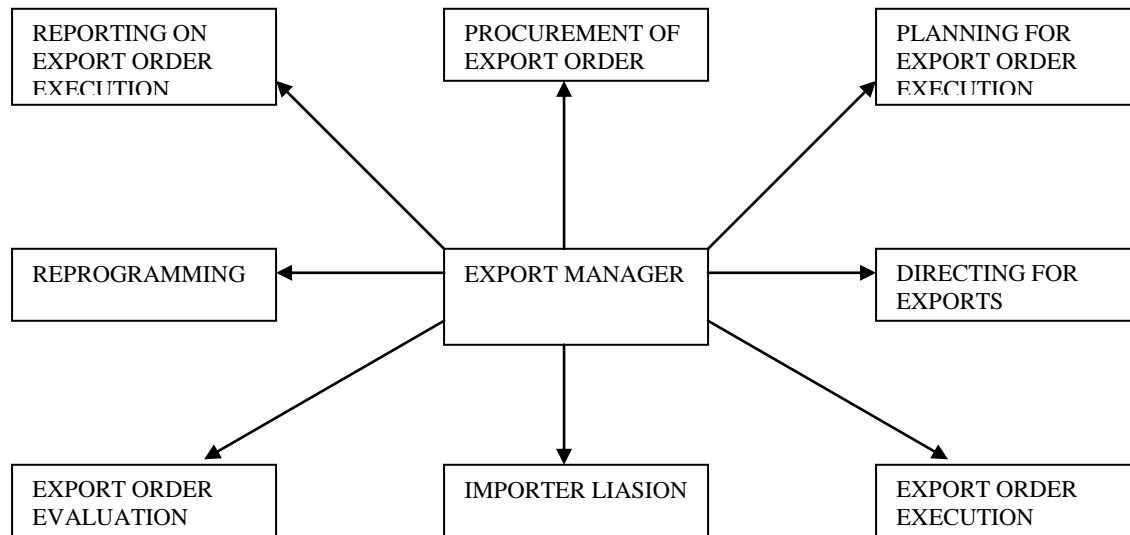 REPORTING ON
EXPORT ORDER
EXECUTION
PROCUREMENT OF
EXPORT ORDER
PLANNING FOR
EXPORT ORDER
EXECUTION
REPROGRAMMING
EXPORT MANAGER
DIRECTING FOR
EXPORTS
EXPORT ORDER
EVALUATION
IMPORTER LIASION
EXPORT ORDER
EXECUTION